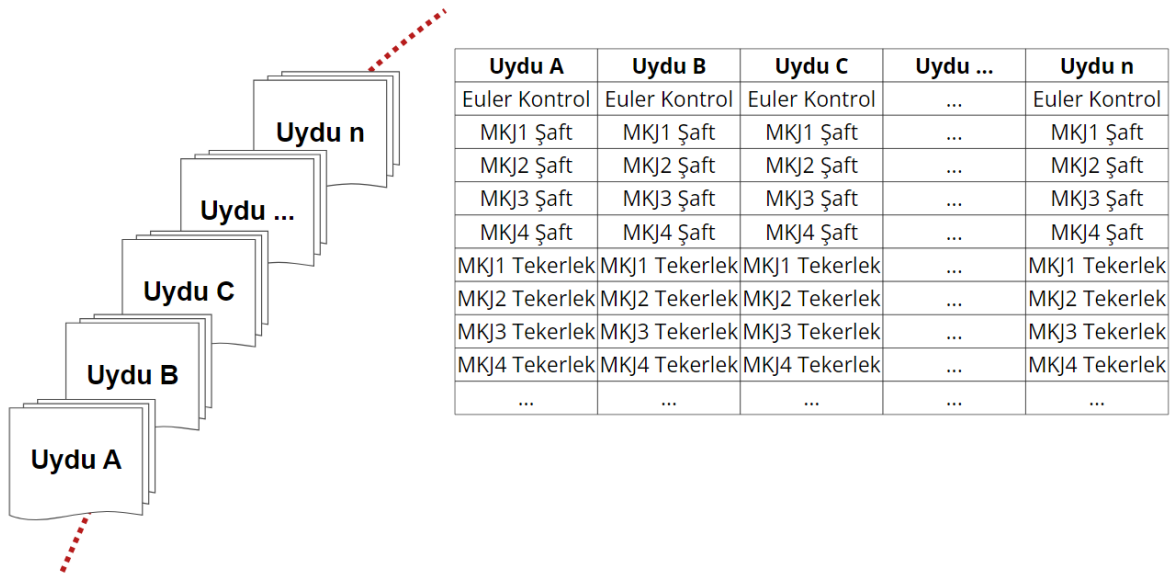 Uydu n
Uydu ...
Uydu C
Uydu B
Uydu A
Uydu A Uydu B Uydu C Uydu ... Uydu n
Euler Kontrol Euler Kontrol Euler Kontrol ... Euler Kontrol
MKJ1 Şaft MKJ1 Şaft MKJ1 Şaft ... MKJ1 Şaft
MKJ2 Şaft MKJ2 Şaft MKJ2 Şaft ... MKJ2 Şaft
MKJ3 Şaft MKJ3 Şaft MKJ3 Şaft ... MKJ3 Şaft
MKJ4 Şaft MKJ4 Şaft MKJ4 Şaft ... MKJ4 Şaft
MKJ1 Tekerlek MKJ1 Tekerlek MKJ1 Tekerlek ... MKJ1 Tekerlek
MKJ2 Tekerlek MKJ2 Tekerlek MKJ2 Tekerlek ... MKJ2 Tekerlek
MKJ3 Tekerlek MKJ3 Tekerlek MKJ3 Tekerlek ... MKJ3 Tekerlek
MKJ4 Tekerlek MKJ4 Tekerlek MKJ4 Tekerlek ... MKJ4 Tekerlek
... ... ... ... ...